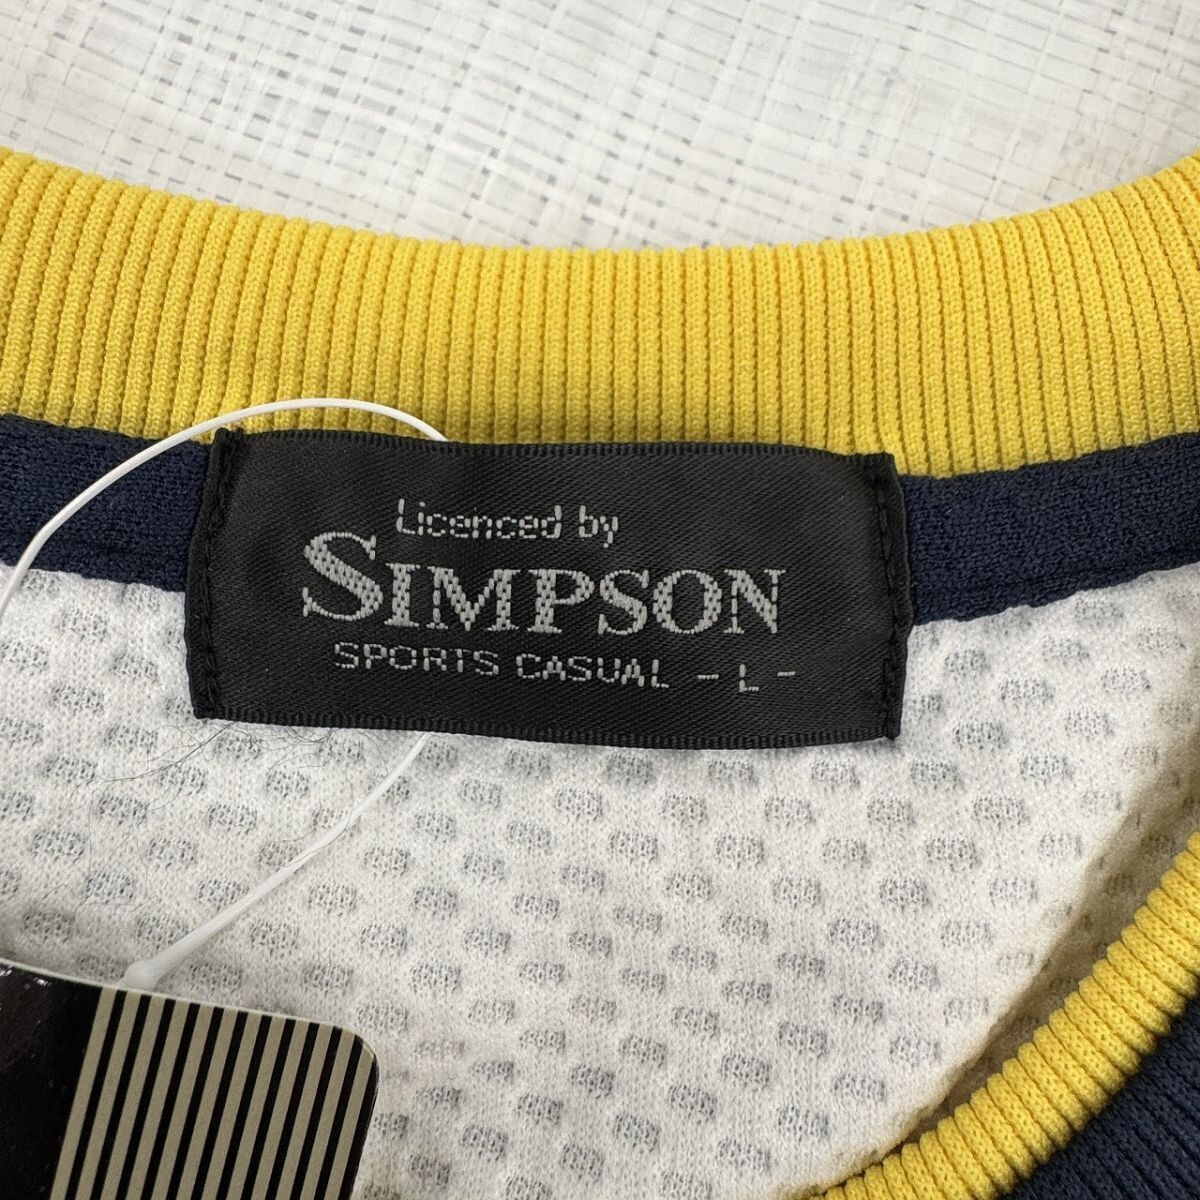 Licenced by
SIMPSON
SPORTS CASUAL - L -